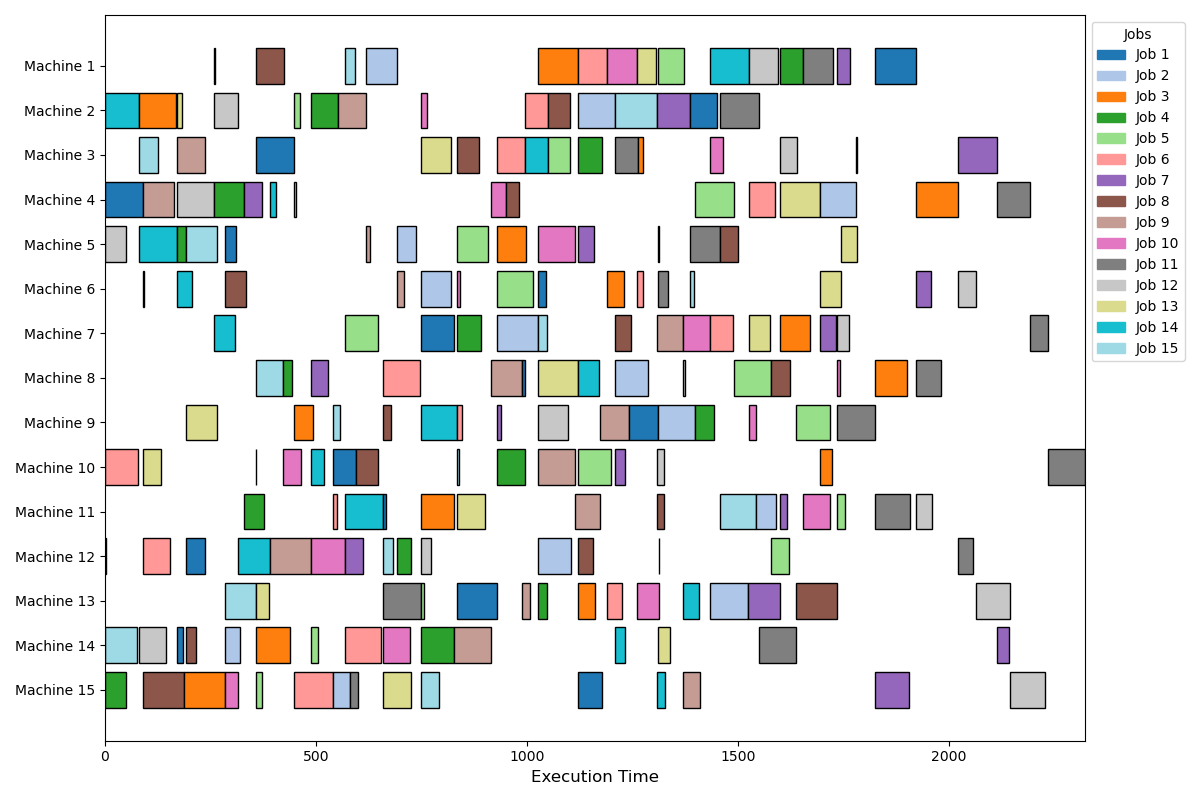 Machine 1
Machine 2
Machine 3
Machine 4
Machine 5
Machine 6
Machine 7
Machine 8
Machine 9
Machine 10
Machine 11
Machine 12
Machine 13
Machine 14
Machine 15
0 500 1000 1500 2000
Execution Time
Jobs
Job 1
Job 2
Job 3
Job 4
Job 5
Job 6
Job 7
Job 8
Job 9
Job 10
Job 11
Job 12
Job 13
Job 14
Job 15